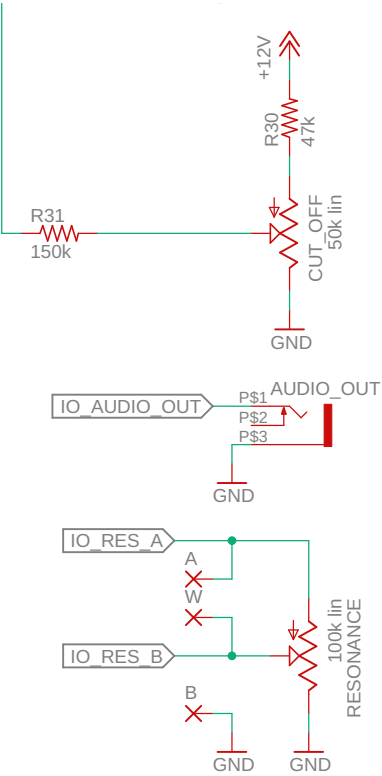 +12V
R30
47k
R31
150k
CUT_OFF
50k lin
GND
AUDIO_OUT
IO_AUDIO_OUT
P$1
P$2
P$3
GND
IO_RES_A
A
W
IO_RES_B
100k lin
RESONANCE
B
GND
GND